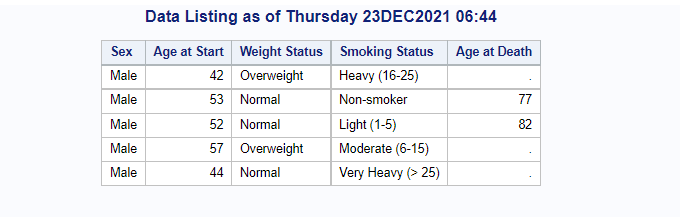 Data Listing as of Thursday 23DEC2021 06:44
Sex Age at Start Weight Status Smoking Status Age at Death
Male 42 Overweight Heavy (16-25) .
Male 53 Normal Non-smoker 77
Male 52 Normal Light (1-5) 82
Male 57 Overweight Moderate (6-15) .
Male 44 Normal Very Heavy (> 25) .